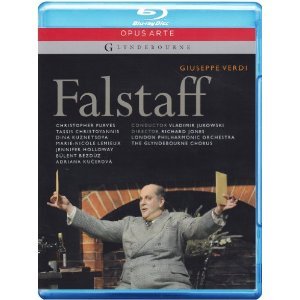 Blu-ray Disc
OPUS ARTE
GLYNDEBOURNE
GIUSEPPE VERDI
Falstaff
CHRISTOPHER PURVES
TASSIS CHRISTOYANNIS
DINA KUZNETSOVA
MARIE-NICOLE LEMIEUX
JENNIFER HOLLOWAY
BÜLENT BEZDÜZ
ADRIANA KUČEROVÁ
CONDUCTOR VLADIMIR JUROWSKI
DIRECTOR RICHARD JONES
LONDON PHILHARMONIC ORCHESTRA
THE GLYNDEBOURNE CHORUS